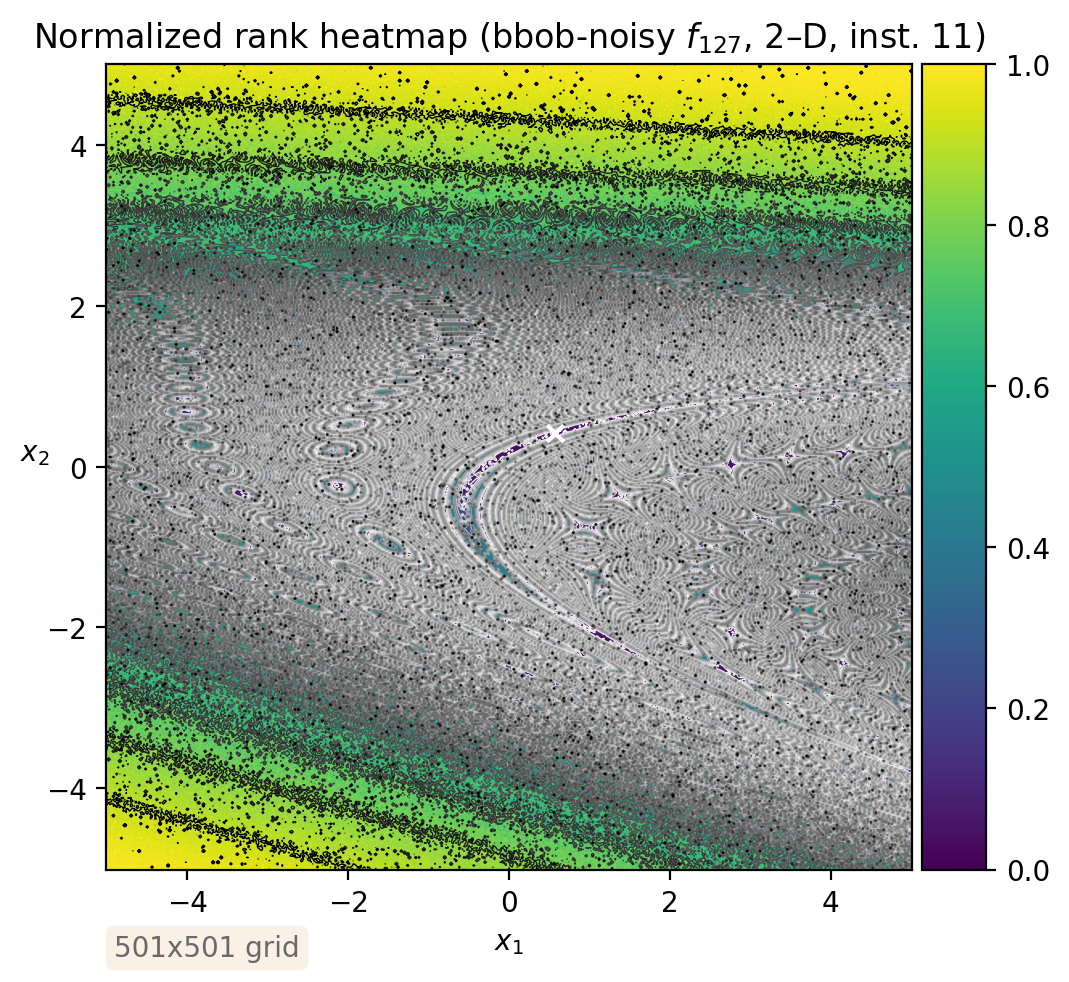 Normalized rank heatmap (bbob-noisy f127, 2–D, inst. 11)
1.0
4
0.8
2
0.6
x2
0
0.4
−2
0.2
−4
0.0
−4 −2 0 2 4
501x501 grid
x1